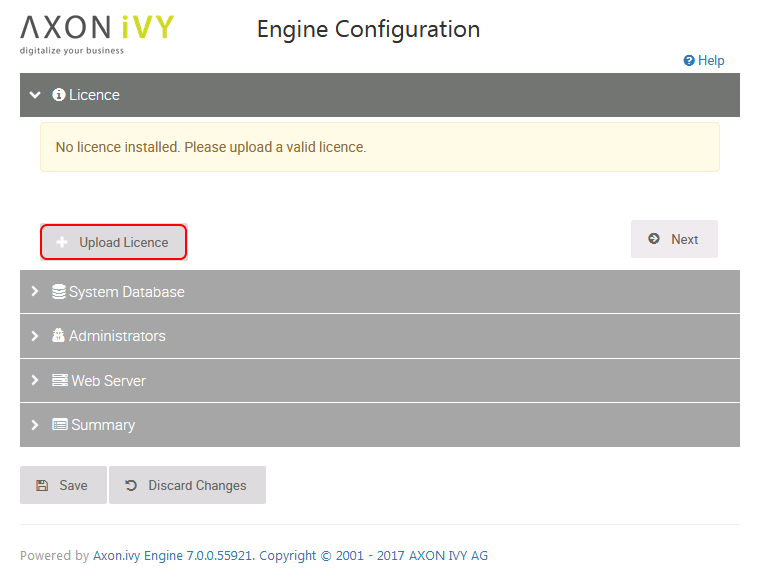 AXON iVY
digitalize your business
Engine Configuration
Help
Licence
No licence installed. Please upload a valid licence.
Upload Licence
Next
System Database
Administrators
Web Server
Summary
Save
Discard Changes
Powered by Axon.ivy Engine 7.0.0.55921. Copyright © 2001 - 2017 AXON IVY AG